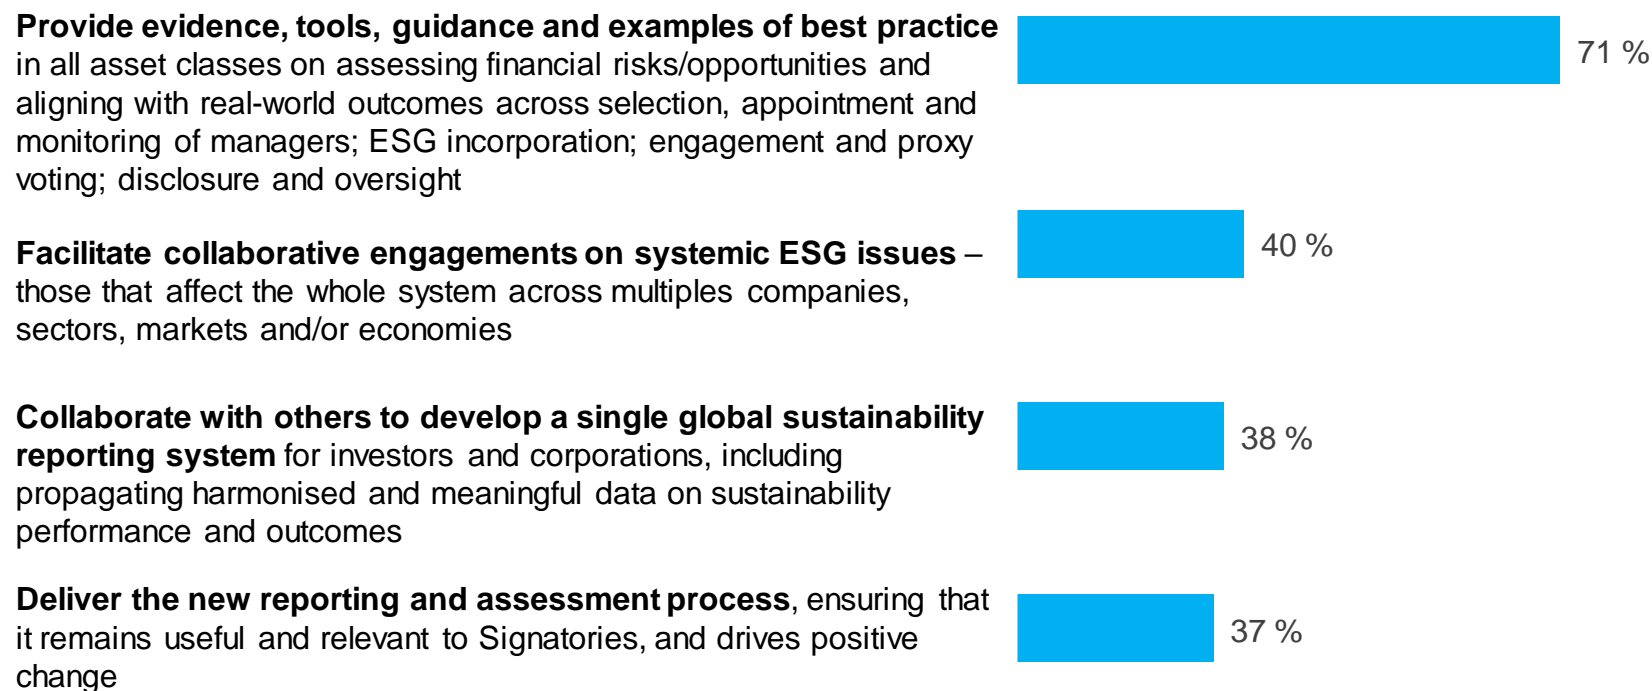 Provide evidence, tools, guidance and examples of best practice
in all asset classes on assessing financial risks/opportunities and
aligning with real-world outcomes across selection, appointment and
monitoring of managers; ESG incorporation; engagement and proxy
voting; disclosure and oversight
71 %
Facilitate collaborative engagements on systemic ESG issues –
those that affect the whole system across multiples companies,
sectors, markets and/or economies
40 %
Collaborate with others to develop a single global sustainability
reporting system for investors and corporations, including
propagating harmonised and meaningful data on sustainability
performance and outcomes
38 %
Deliver the new reporting and assessment process, ensuring that
it remains useful and relevant to Signatories, and drives positive
change
37 %